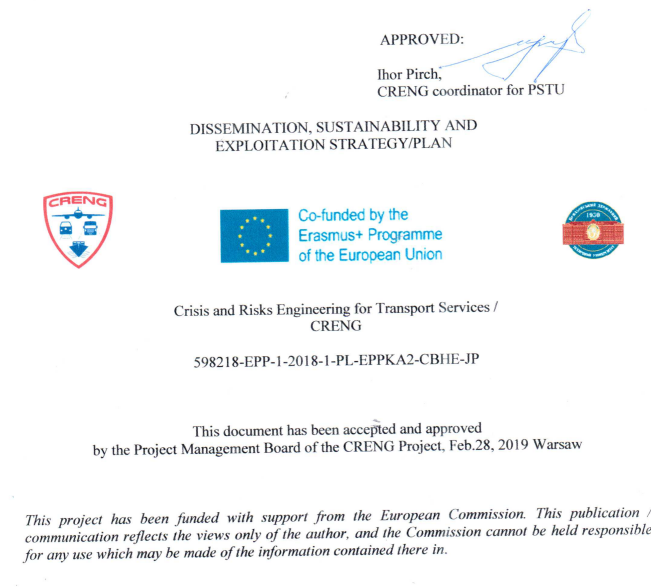 APPROVED:
Ihor Pirch,
CRENG coordinator for PSTU
DISSEMINATION, SUSTAINABILITY AND
EXPLOITATION STRATEGY/PLAN
CRENG
Co-funded by the
Erasmus+ Programme
of the European Union
1930
Crisis and Risks Engineering for Transport Services /
CRENG
598218-EPP-1-2018-1-PL-EPPKA2-CBHE-JP
This document has been accepted and approved
by the Project Management Board of the CRENG Project, Feb.28, 2019 Warsaw
This project has been funded with support from the European Commission. This publication /
communication reflects the views only of the author, and the Commission cannot be held responsible
for any use which may be made of the information contained there in.